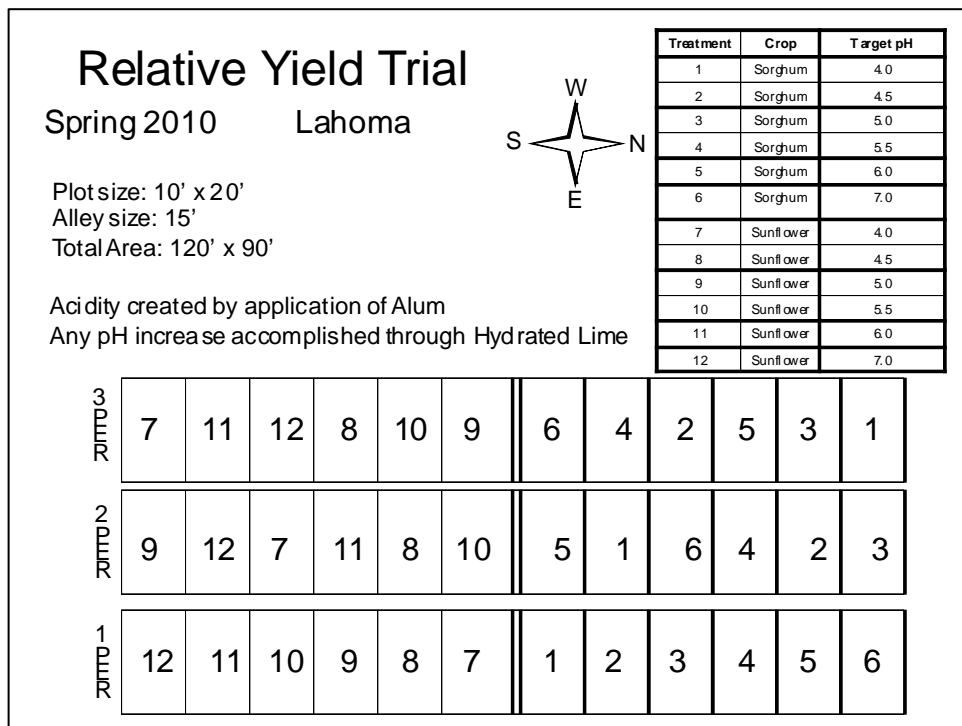 Relative Yield Trial
Spring 2010 Lahoma
W
S N
E
Plot size: 10' x 20'
Alley size: 15'
Total Area: 120' x 90'
Acidity created by application of Alum
Any pH increase accomplished through Hydrated Lime
Treatment Crop Target pH
1 Sorghum 4.0
2 Sorghum 4.5
3 Sorghum 5.0
4 Sorghum 5.5
5 Sorghum 6.0
6 Sorghum 7.0
7 Sunflower 4.0
8 Sunflower 4.5
9 Sunflower 5.0
10 Sunflower 5.5
11 Sunflower 6.0
12 Sunflower 7.0
3 PER 7 11 12 8 10 9 6 4 2 5 3 1
2 PER 9 12 7 11 8 10 5 1 6 4 2 3
1 PER 12 11 10 9 8 7 1 2 3 4 5 6